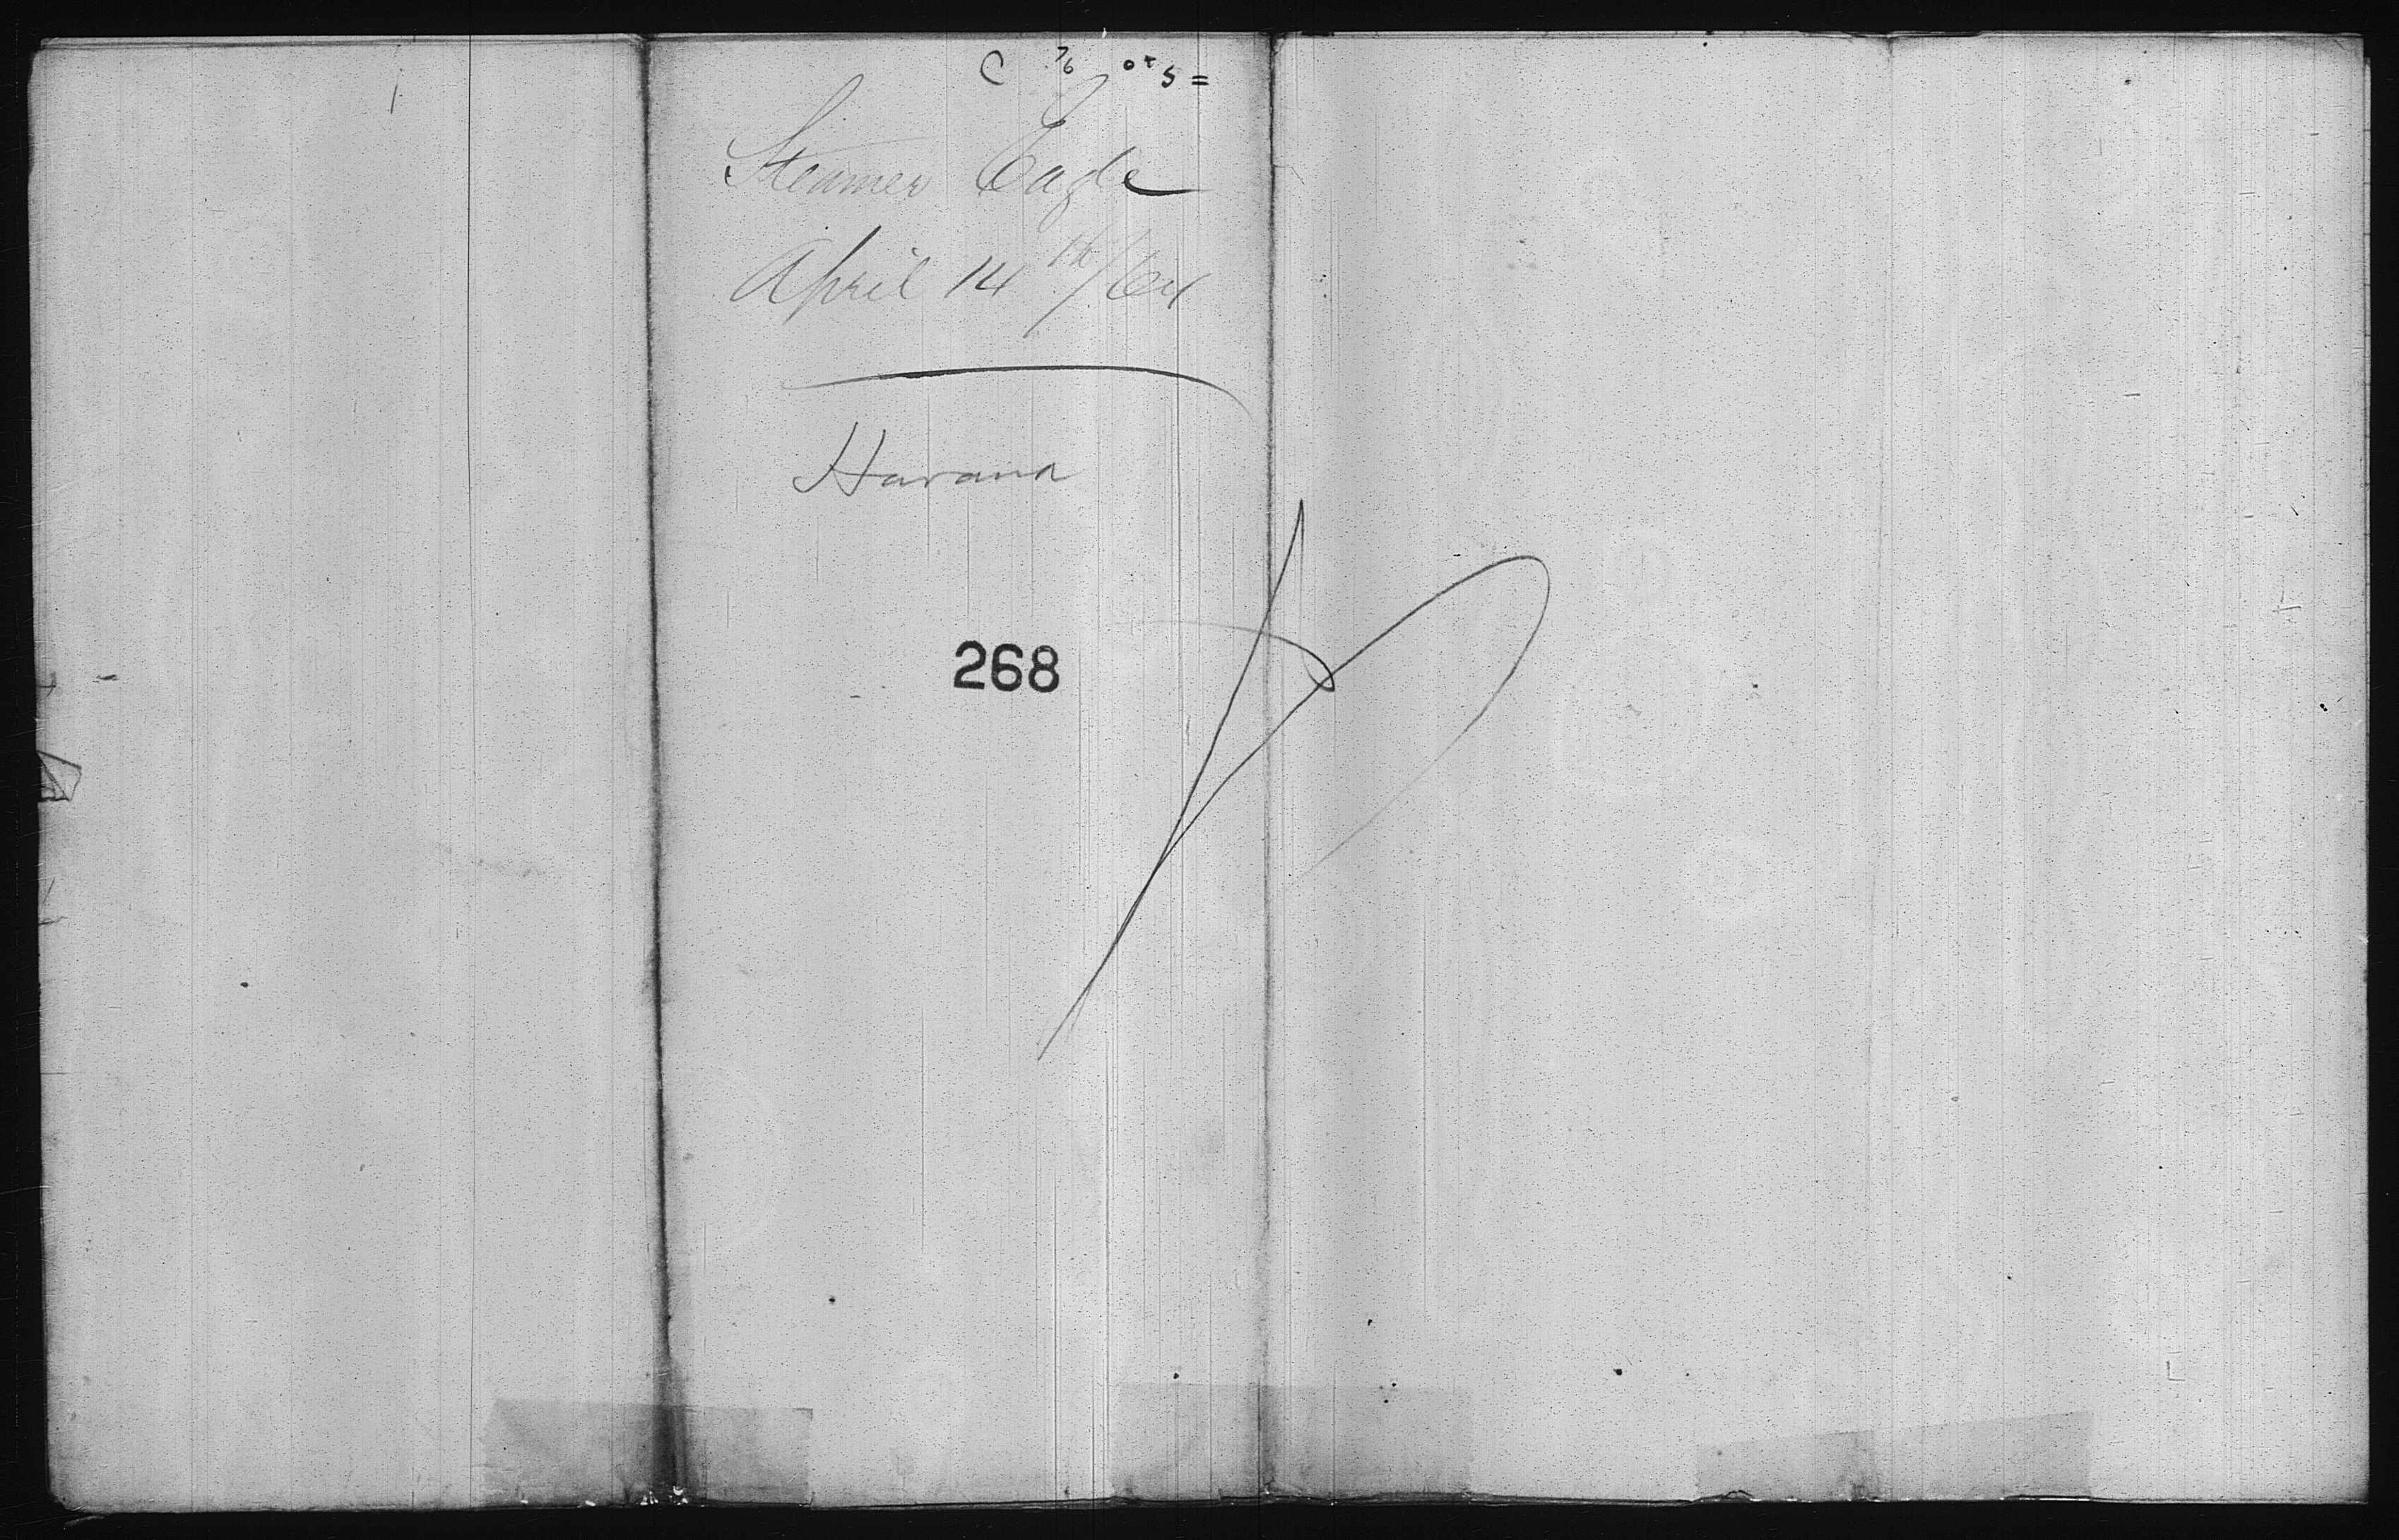 Steamer Eagle
April 14th/64
Havana
268